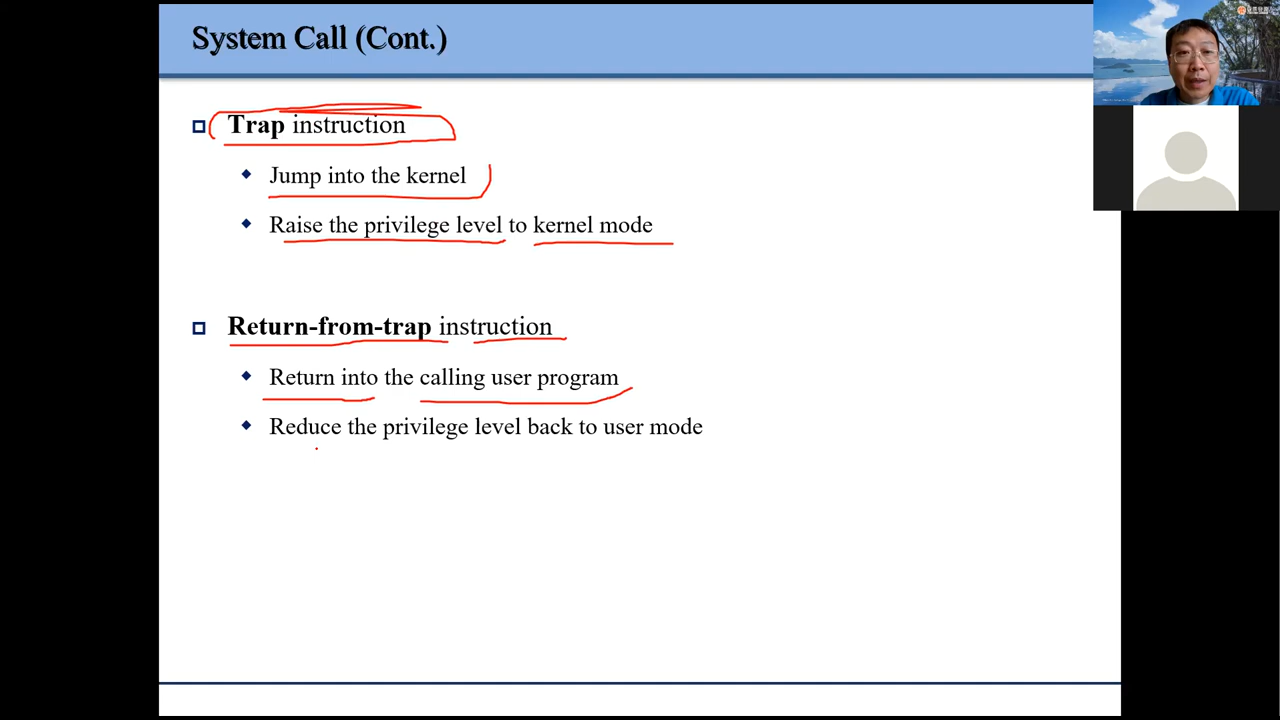 System Call (Cont.)
Trap instruction
Jump into the kernel
Raise the privilege level to kernel mode
Return-from-trap instruction
Return into the calling user program
Reduce the privilege level back to user mode